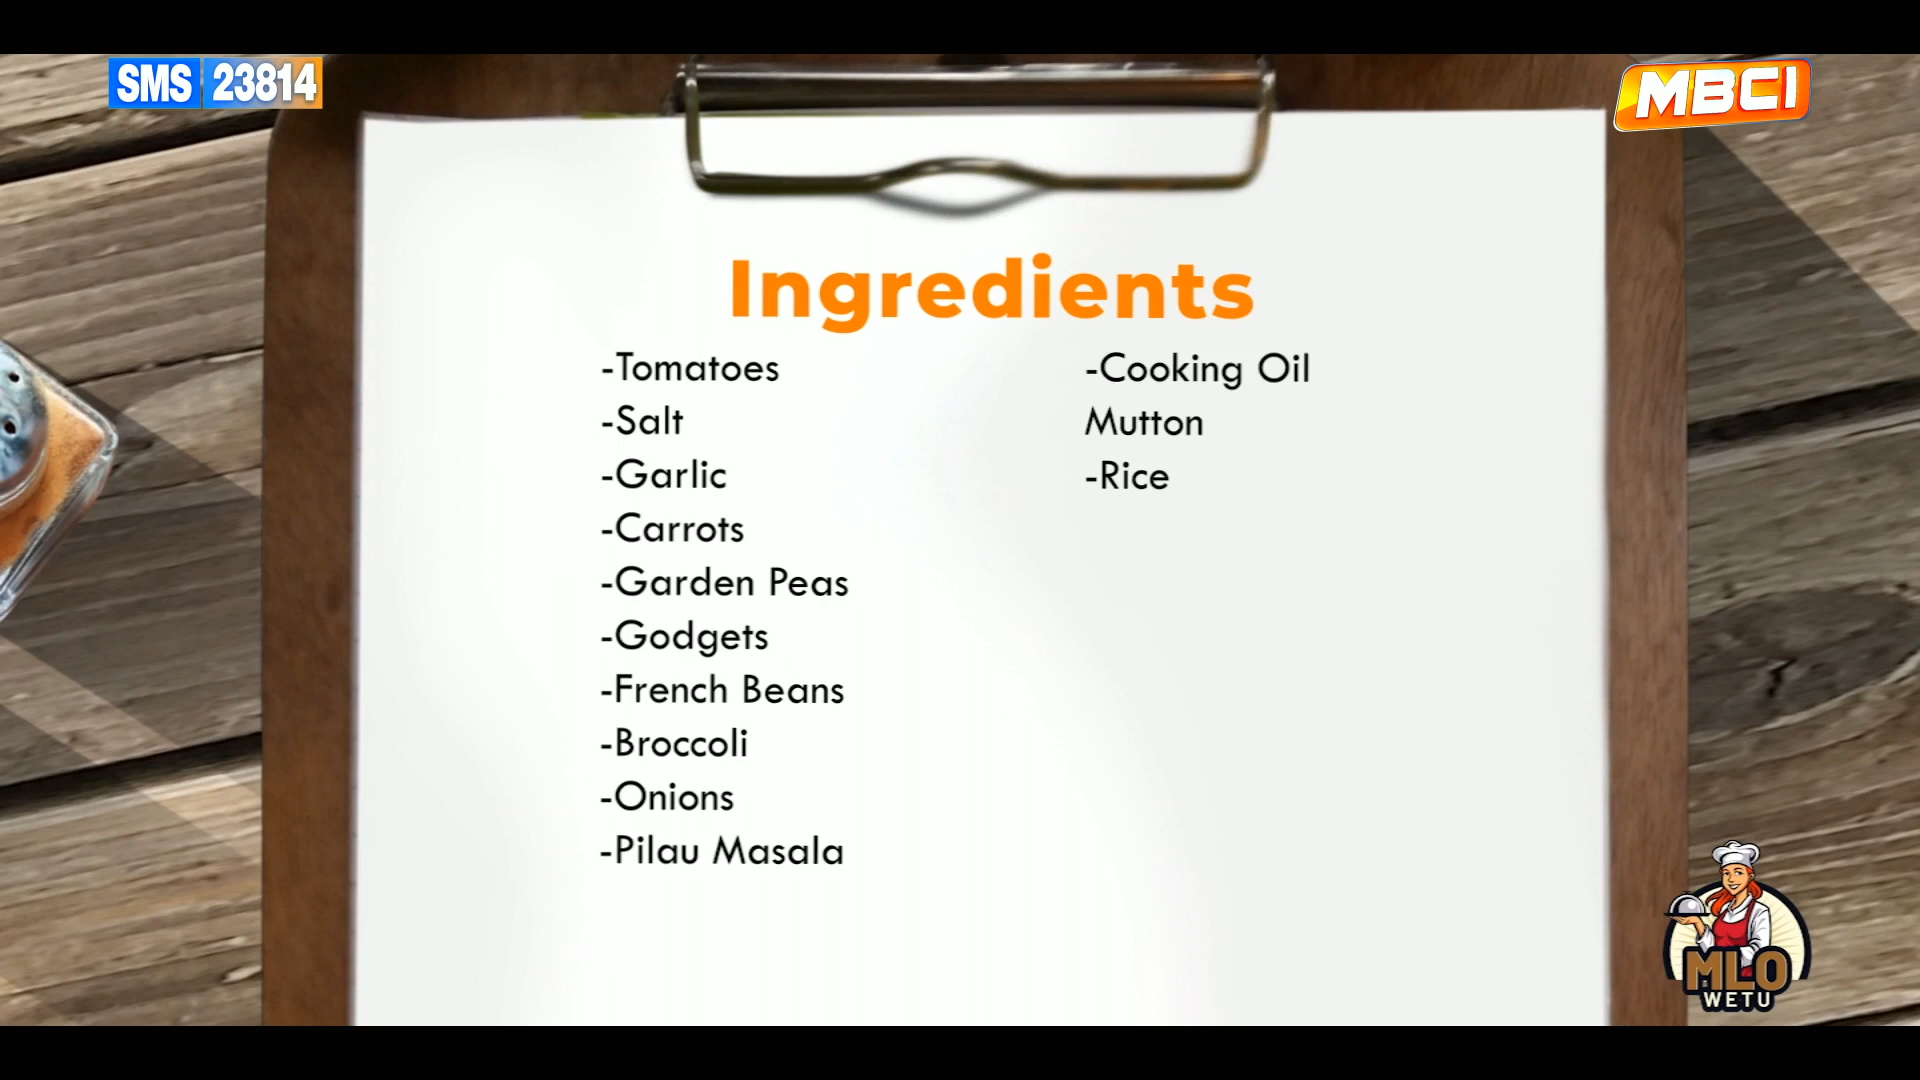 SMS 23814
MBCI
Ingredients
-Tomatoes
-Salt
-Garlic
-Carrots
-Garden Peas
-Godgets
-French Beans
-Broccoli
-Onions
-Pilau Masala
-Cooking Oil
Mutton
-Rice
MLO
WETU